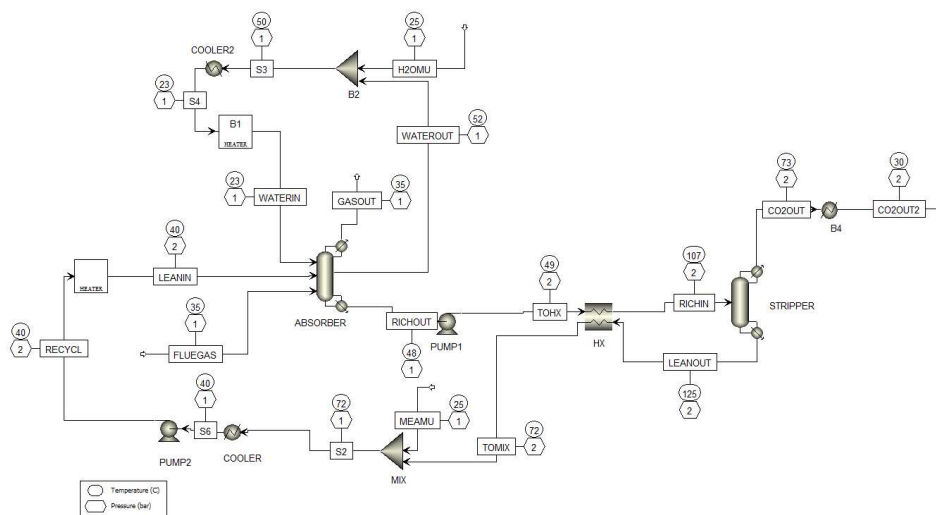 50
1
25
1
COOLER2
S3
H2OMU
B2
23
1
S4
B1
HEATER
WATEROUT
52
1
23
1
WATERIN
35
1
GASOUT
73
2
CO2OUT
30
2
CO2OUT2
B4
40
2
LEANIN
HEATER
49
2
TOHX
107
2
RICHIN
STRIPPER
ABSORBER
RICHOUT
PUMP1
HX
35
1
FLUEGAS
48
1
LEANOUT
125
2
40
2
RECYCL
40
1
S6
72
1
S2
MEAMU
25
1
TOMIX
72
2
PUMP2
COOLER
MIX
Temperature (C)
Pressure (bar)